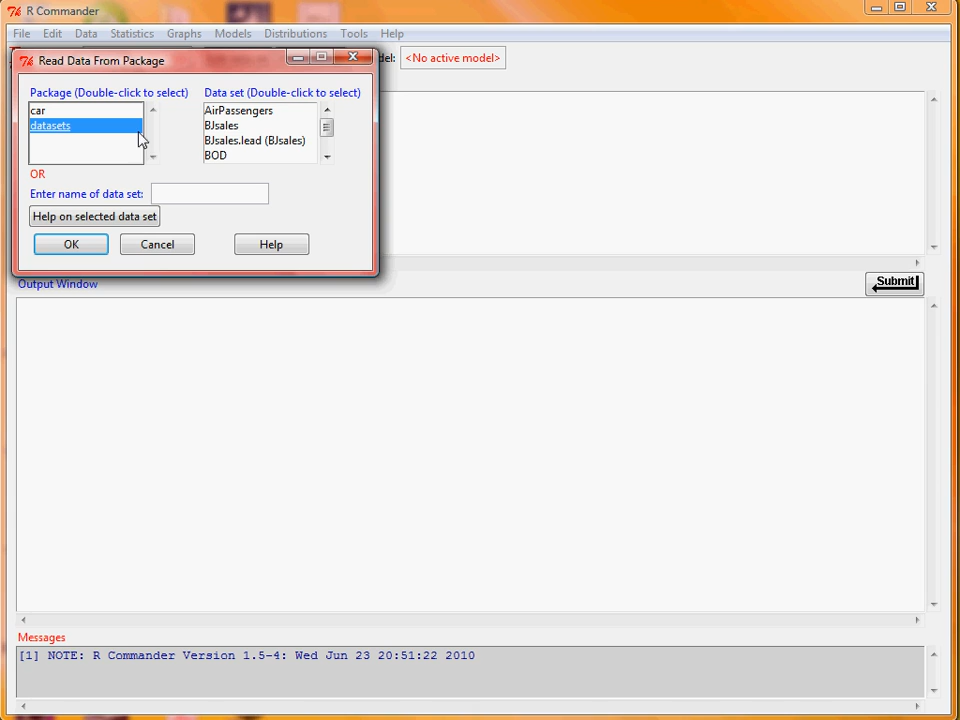 R Commander
File Edit Data Statistics Graphs Models Distributions Tools Help
del: <No active model>
Read Data From Package
Package (Double-click to select) Data set (Double-click to select)
car
datasets
AirPassengers
BJsales
BJsales.lead (BJsales)
BOD
OR
Enter name of data set:
Help on selected data set
OK Cancel Help
Output Window
Submit
Messages
[1] NOTE: R Commander Version 1.5-4: Wed Jun 23 20:51:22 2010